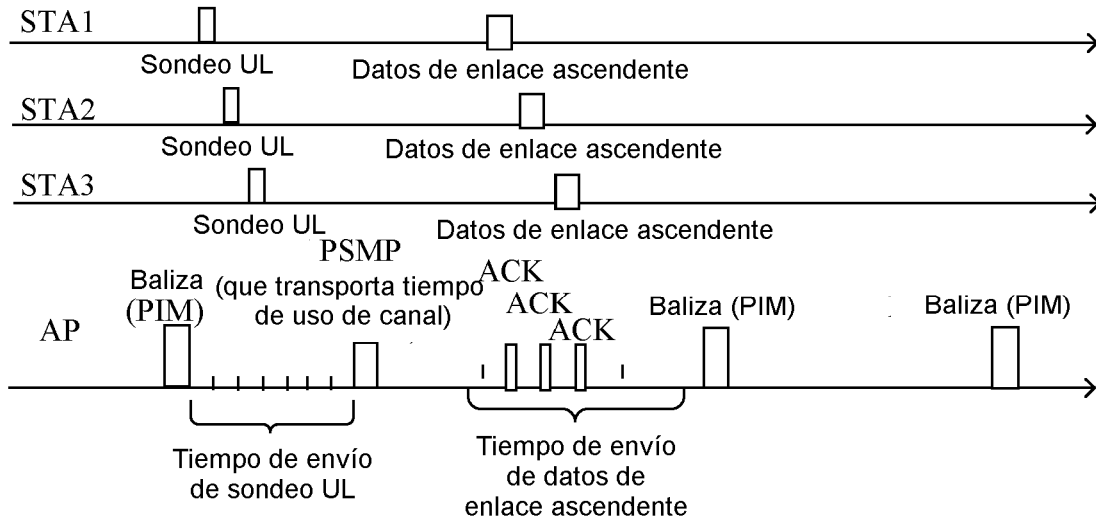 STA1
Sondeo UL
Datos de enlace ascendente
STA2
Sondeo UL
Datos de enlace ascendente
STA3
Sondeo UL
Datos de enlace ascendente
PSMP
(que transporta tiempo
de uso de canal)
ACK
ACK
ACK
Baliza
(PIM)
Baliza (PIM)
Baliza (PIM)
AP
Tiempo de envío
de sondeo UL
Tiempo de envío
de datos de
enlace ascendente